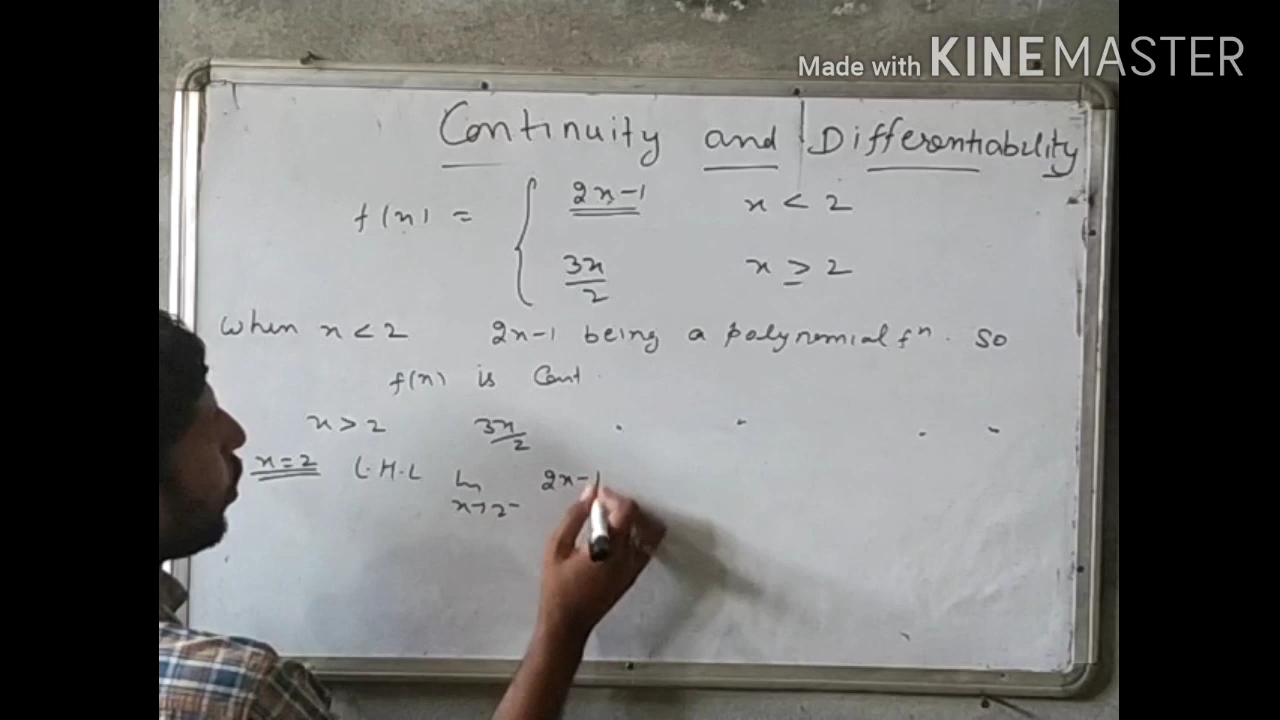 Made with KINEMASTER
Continuity and Differentiability
f(x) = { 2x-1 x < 2
3x/2 x ≥ 2
When x < 2 2x-1 being a polynomial fⁿ. So
f(x) is Cont.
x > 2 3x/2 " " " "
x=2 L.H.L Lim x→2⁻ 2x-1